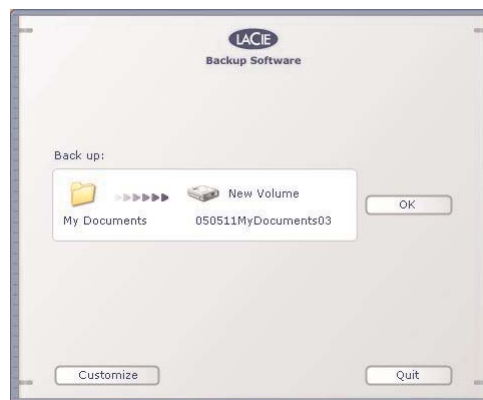 LACIE
Backup Software
Back up:
New Volume
My Documents 050511MyDocuments03
OK
Customize Quit